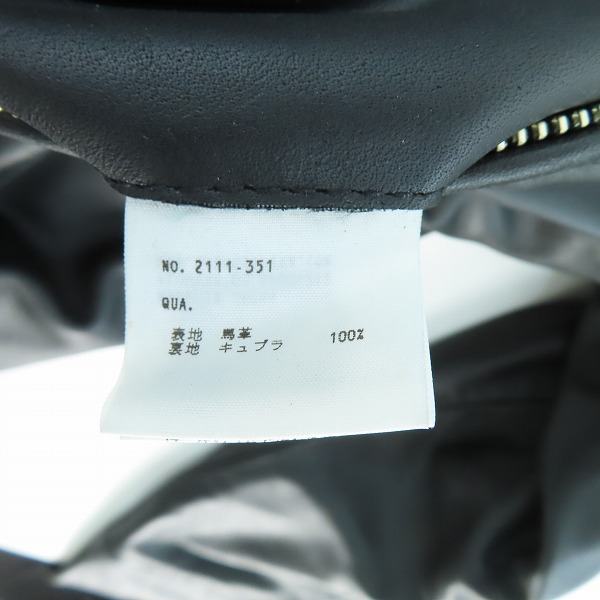 NO. 2111-351
QUA.
表地 馬革
裏地 キュプラ 100%